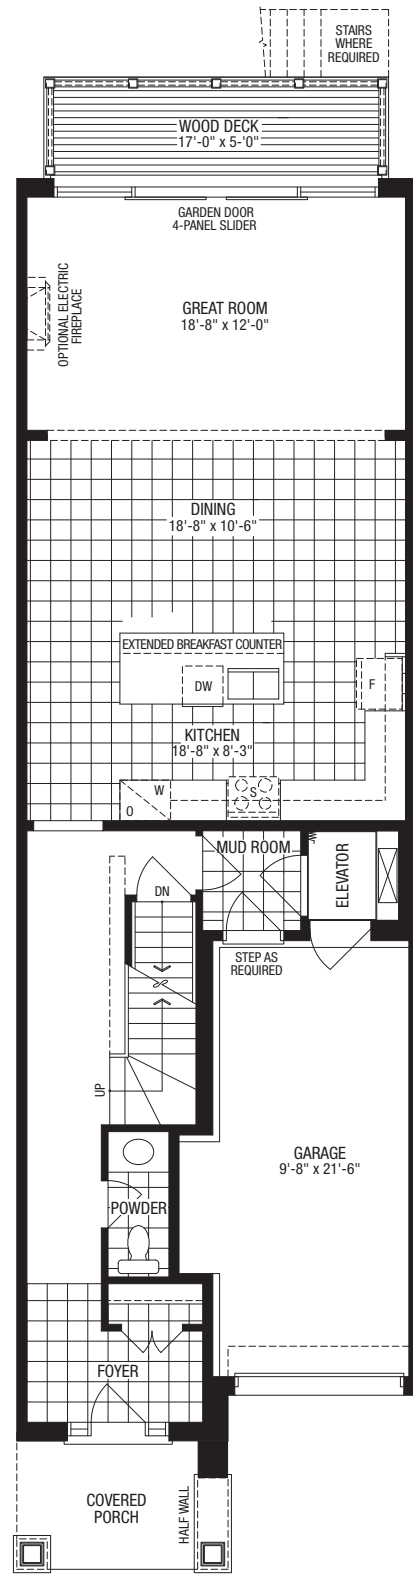 STAIRS
WHERE
REQUIRED
WOOD DECK
17'-0" x 5-'0"
GARDEN DOOR
4-PANEL SLIDER
OPTIONAL ELECTRIC
FIREPLACE
GREAT ROOM
18'-8" x 12'-0"
DINING
18'-8" x 10'-6"
EXTENDED BREAKFAST COUNTER
DW
F
KITCHEN
18'-8" x 8'-3"
W
O
S
MUD ROOM
W
ELEVATOR
DN
STEP AS
REQUIRED
UP
GARAGE
9'-8" x 21'-6"
POWDER
FOYER
COVERED
PORCH
HALF WALL